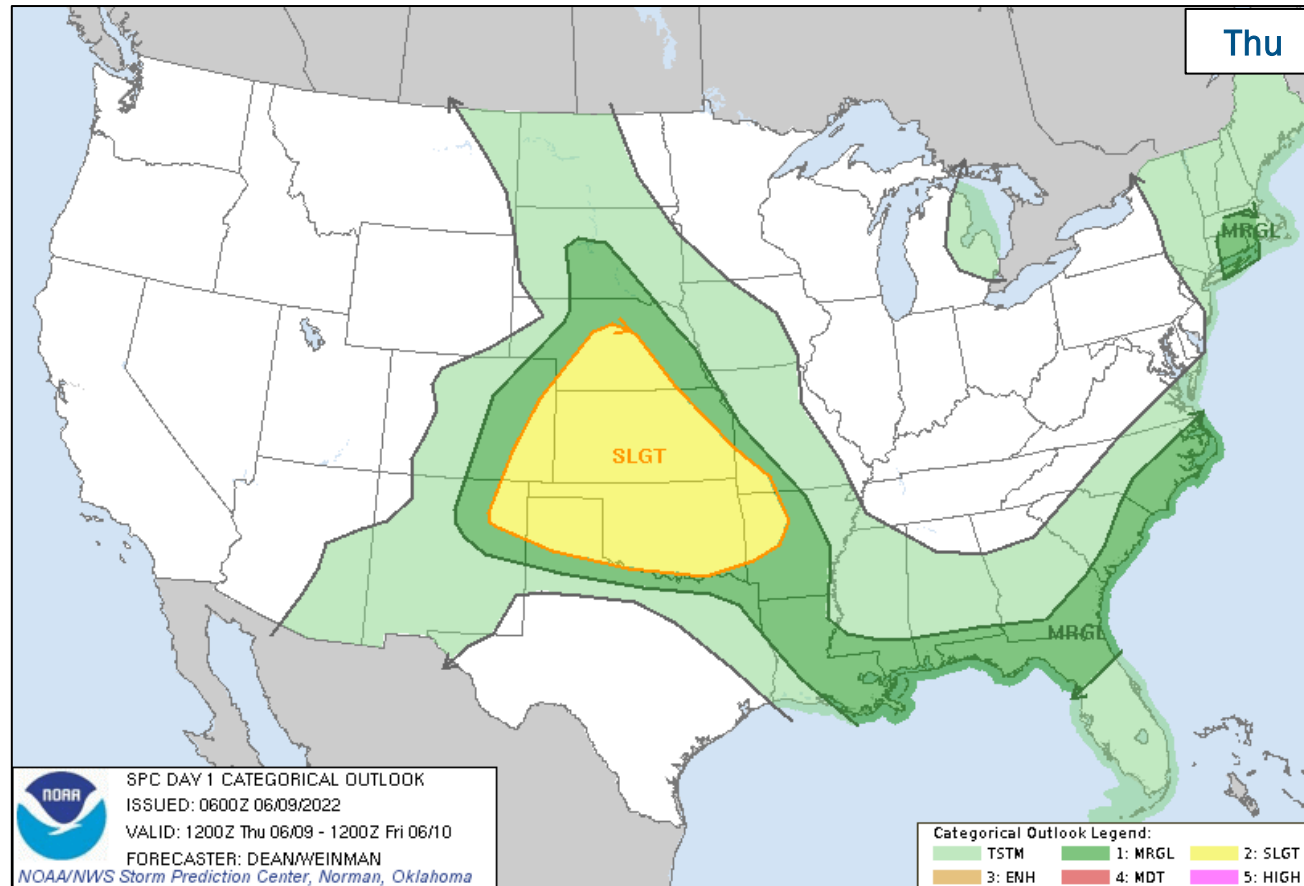 Thu
MRGL
SLGT
MRGL
NOAA
SPC DAY 1 CATEGORICAL OUTLOOK
ISSUED: 0600Z 06/09/2022
VALID: 1200Z Thu 06/09 - 1200Z Fri 06/10
FORECASTER: DEAN/WEINMAN
NOAA/NWS Storm Prediction Center, Norman, Oklahoma
Categorical Outlook Legend:
TSTM 1: MRGL 2: SLGT
3: ENH 4: MDT 5: HIGH